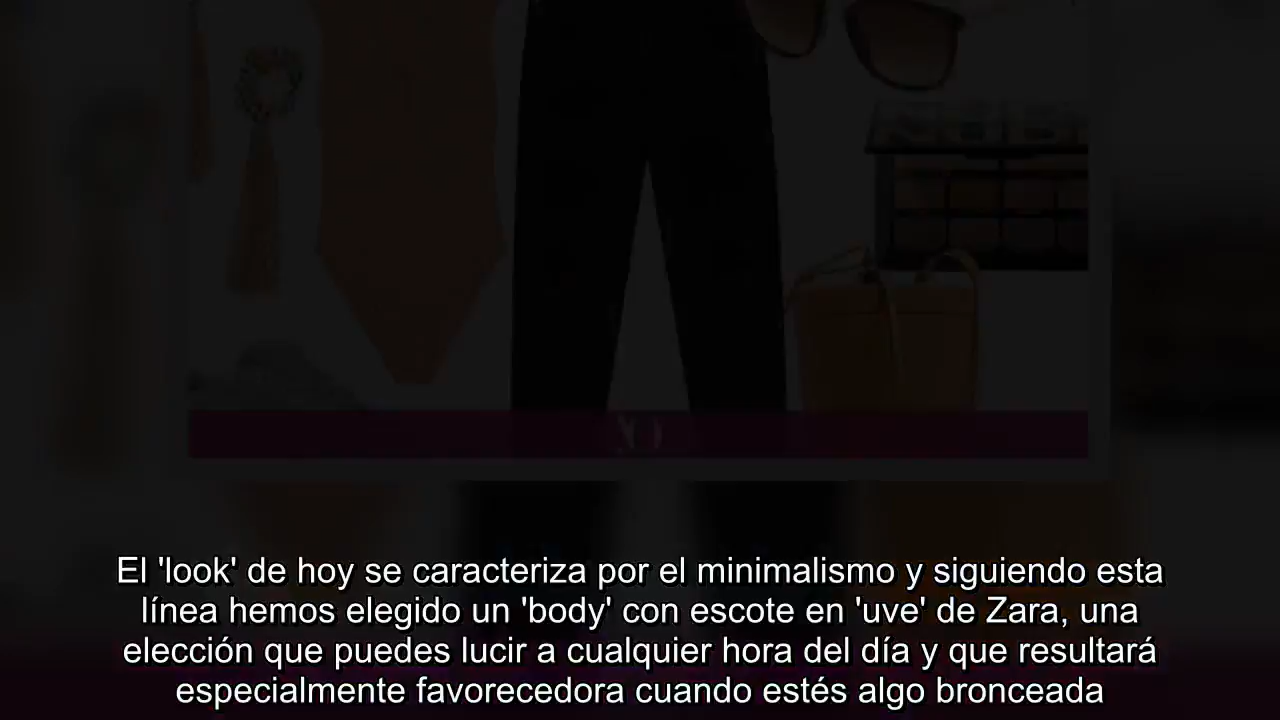 YO
El 'look' de hoy se caracteriza por el minimalismo y siguiendo esta
línea hemos elegido un 'body' con escote en 'uve' de Zara, una
elección que puedes lucir a cualquier hora del día y que resultará
especialmente favorecedora cuando estés algo bronceada